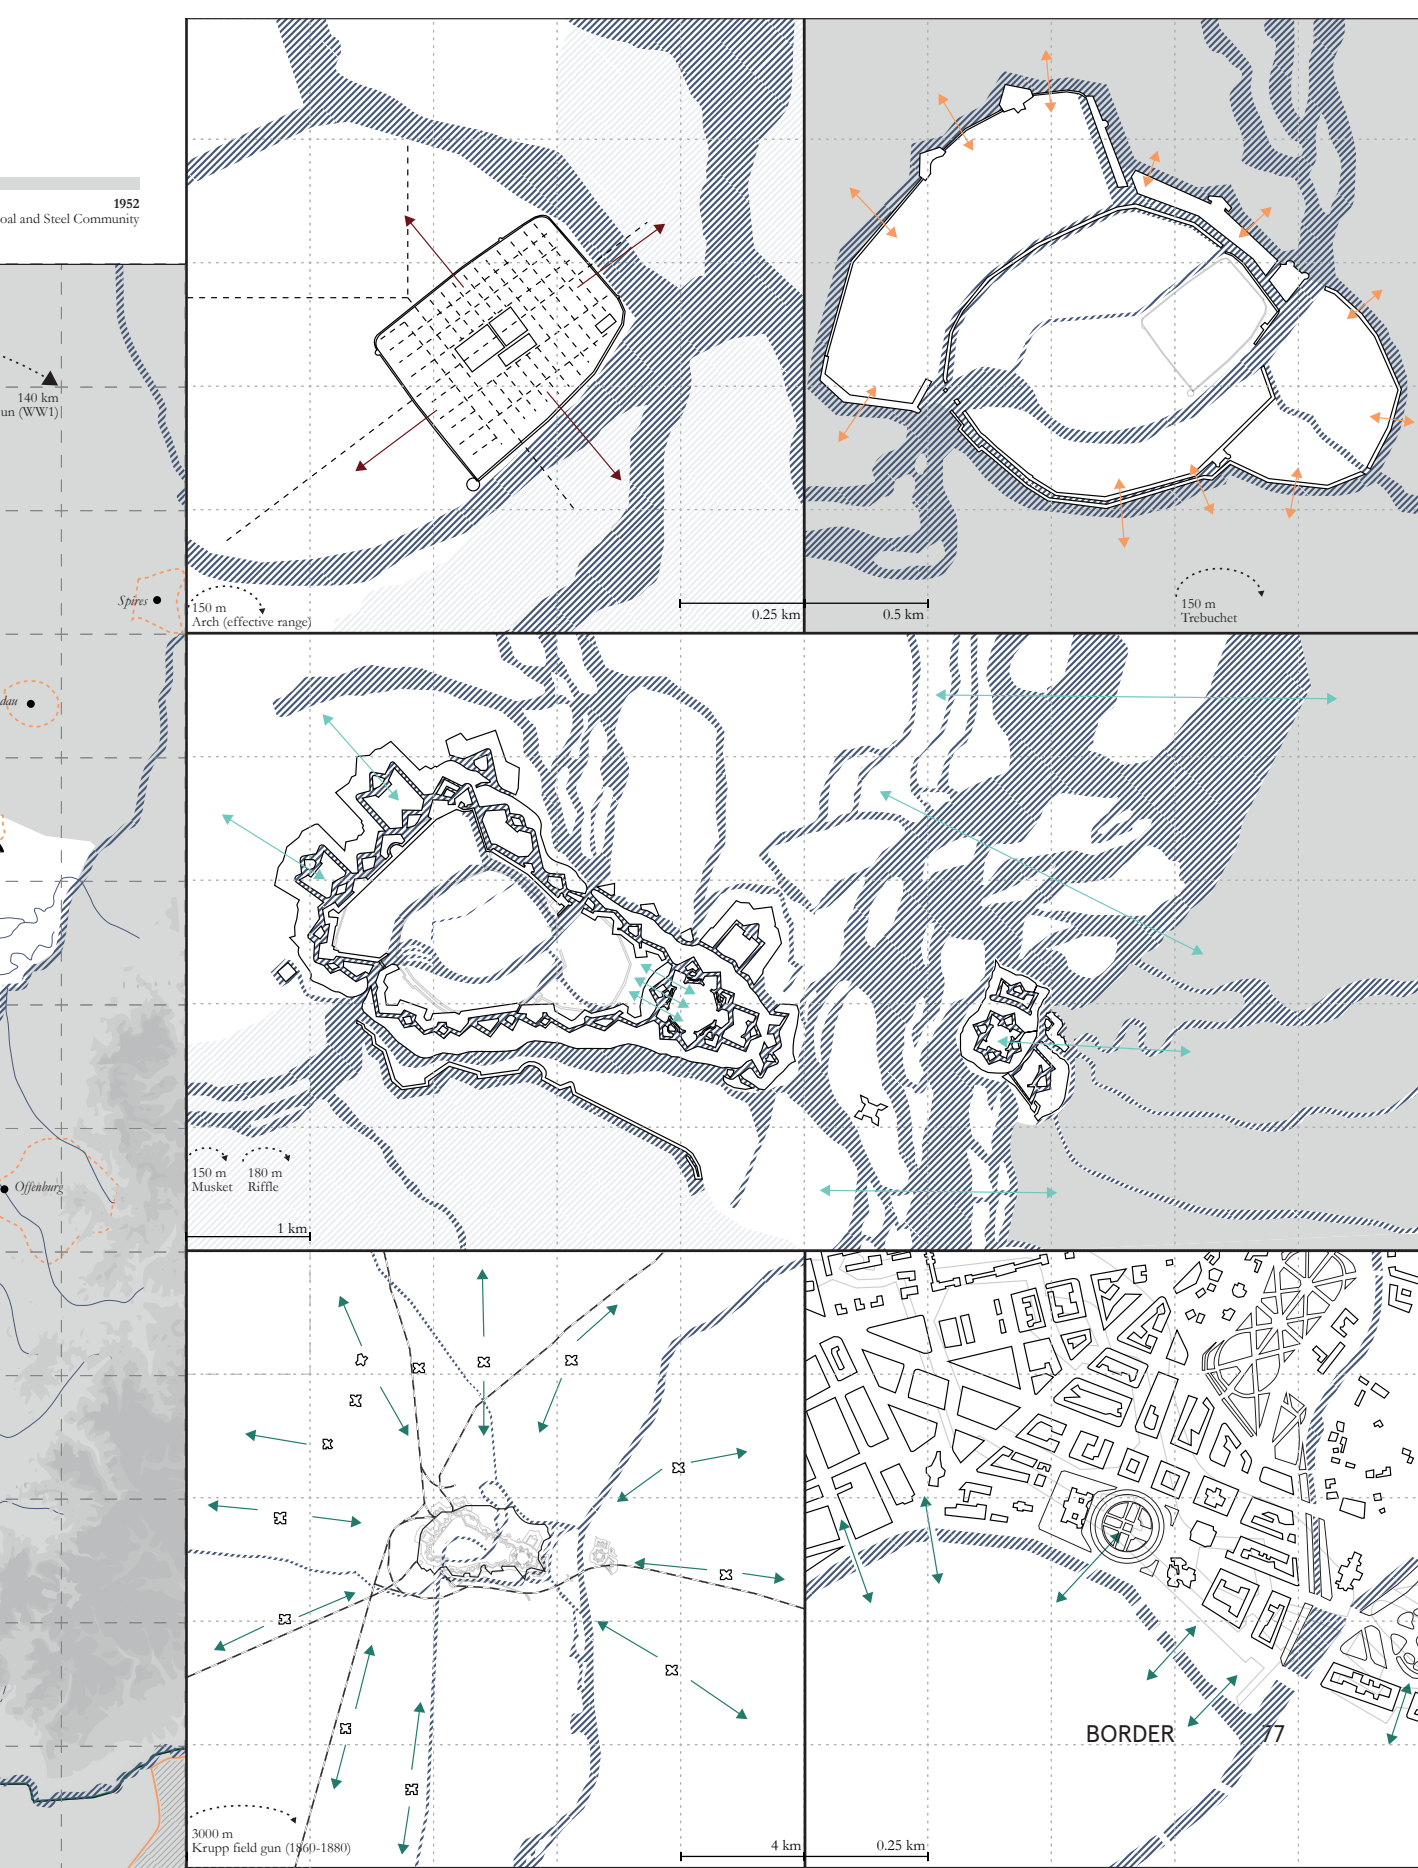 1952
oal and Steel Community
140 km
un (WW1)
Spires
dau
Offenburg
150 m
Arch (effective range)
0.25 km
0.5 km
150 m
Trebuchet
150 m
Musket
180 m
Riffle
1 km
3000 m
Krupp field gun (1860-1880)
4 km
0.25 km
BORDER
77